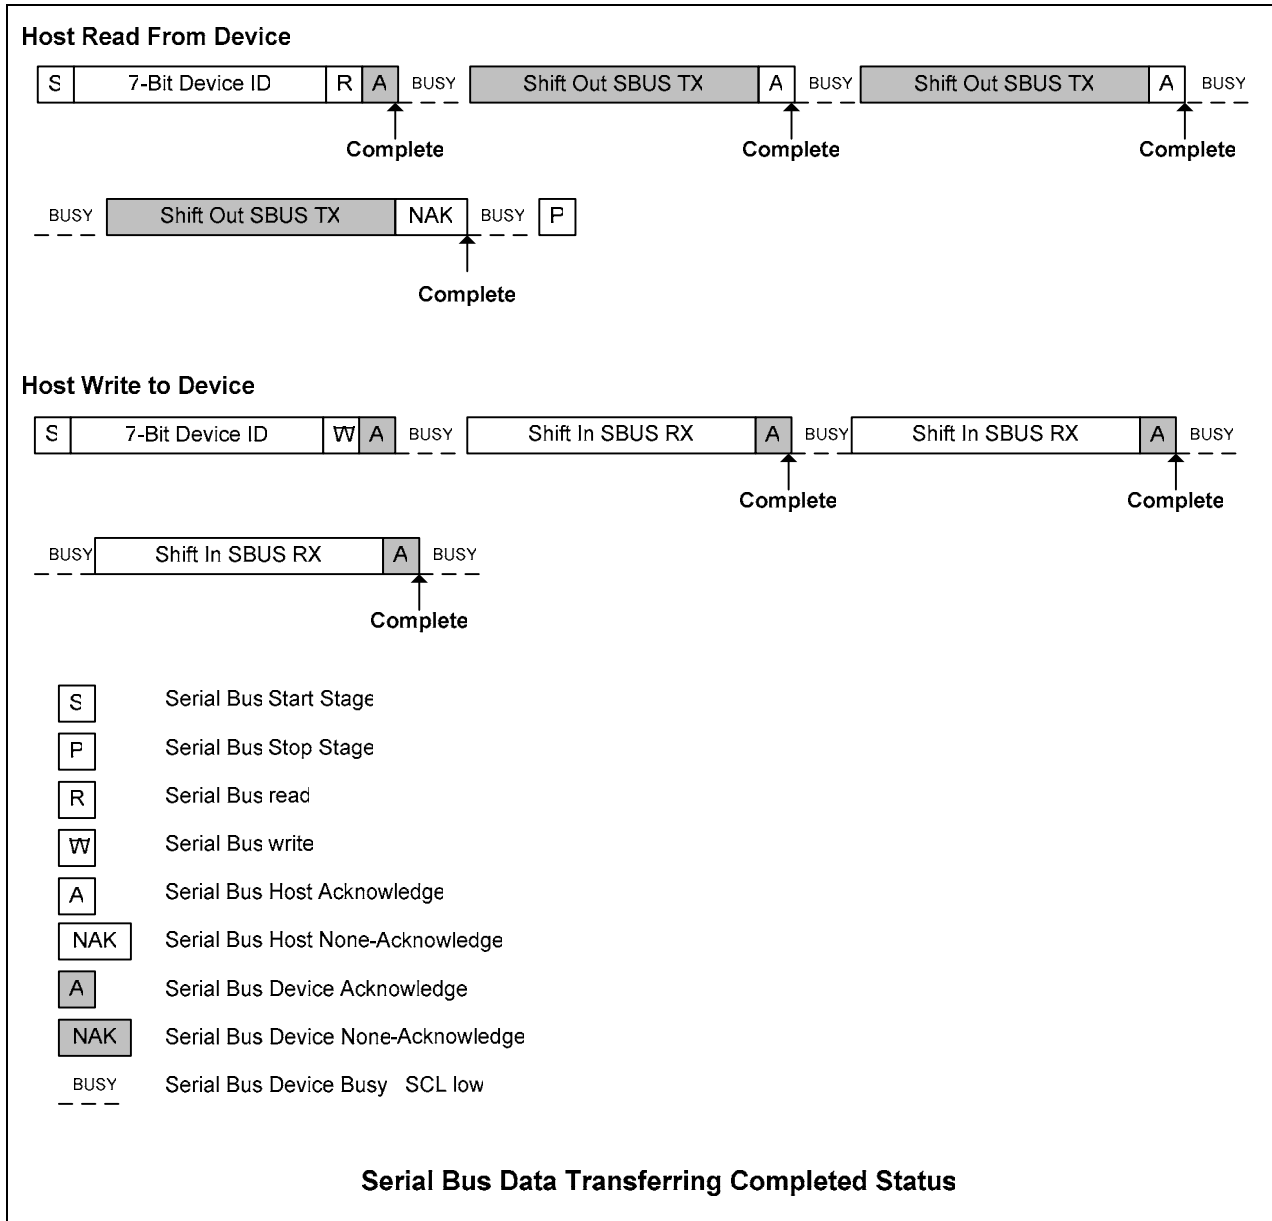 Host Read From Device
S 7-Bit Device ID R A BUSY Shift Out SBUS TX A BUSY Shift Out SBUS TX A BUSY
Complete Complete Complete
BUSY Shift Out SBUS TX NAK BUSY P
Complete
Host Write to Device
S 7-Bit Device ID W A BUSY Shift In SBUS RX A BUSY Shift In SBUS RX A BUSY
Complete Complete
BUSY Shift In SBUS RX A BUSY
Complete
S Serial Bus Start Stage
P Serial Bus Stop Stage
R Serial Bus read
W Serial Bus write
A Serial Bus Host Acknowledge
NAK Serial Bus Host None-Acknowledge
A Serial Bus Device Acknowledge
NAK Serial Bus Device None-Acknowledge
BUSY Serial Bus Device Busy SCL low
Serial Bus Data Transferring Completed Status